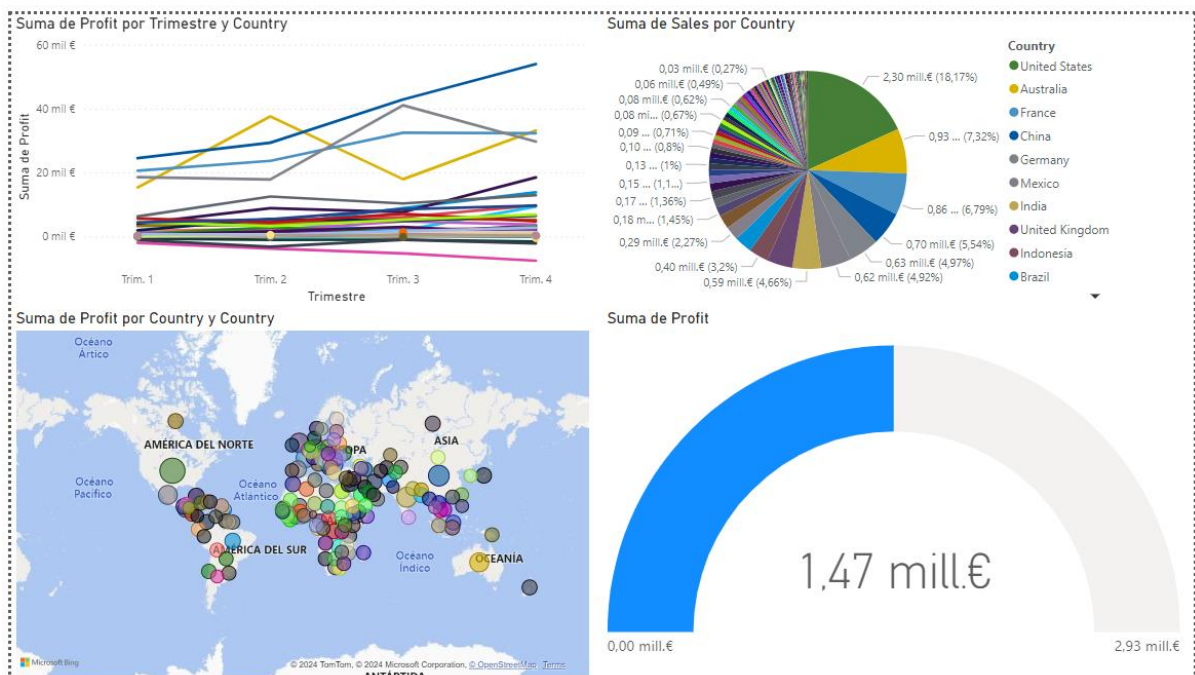 Suma de Profit por Trimestre y Country
60 mil €
40 mil €
20 mil €
0 mil €
Suma de Profit
Trim. 1
Trim. 2
Trim. 3
Trim. 4
Trimestre
Suma de Sales por Country
0,03 mill.€ (0,27%)
0,06 mill.€ (0,49%)
0,08 mill.€ (0,62%)
0,08 mi... (0,67%)
0,09 ... (0,71%)
0,10 ... (0,8%)
0,13 ... (1%)
0,15 ... (1,1...)
0,17 ... (1,36%)
0,18 m... (1,45%)
0,29 mill.€ (2,27%)
0,40 mill.€ (3,2%)
0,59 mill.€ (4,66%)
0,62 mill.€ (4,92%)
0,63 mill.€ (4,97%)
0,70 mill.€ (5,54%)
0,86 ... (6,79%)
0,93 ... (7,32%)
2,30 mill.€ (18,17%)
Country
United States
Australia
France
China
Germany
Mexico
India
United Kingdom
Indonesia
Brazil
Suma de Profit por Country y Country
Océano
Ártico
AMÉRICA DEL NORTE
OPA
ASIA
Océano
Pacífico
Océano
Atlántico
AMÉRICA DEL SUR
Océano
Índico
OCEANÍA
Microsoft Bing
© 2024 TomTom, © 2024 Microsoft Corporation, © OpenStreetMap Terms
ANTÁRTIDA
Suma de Profit
1,47 mill.€
0,00 mill.€
2,93 mill.€